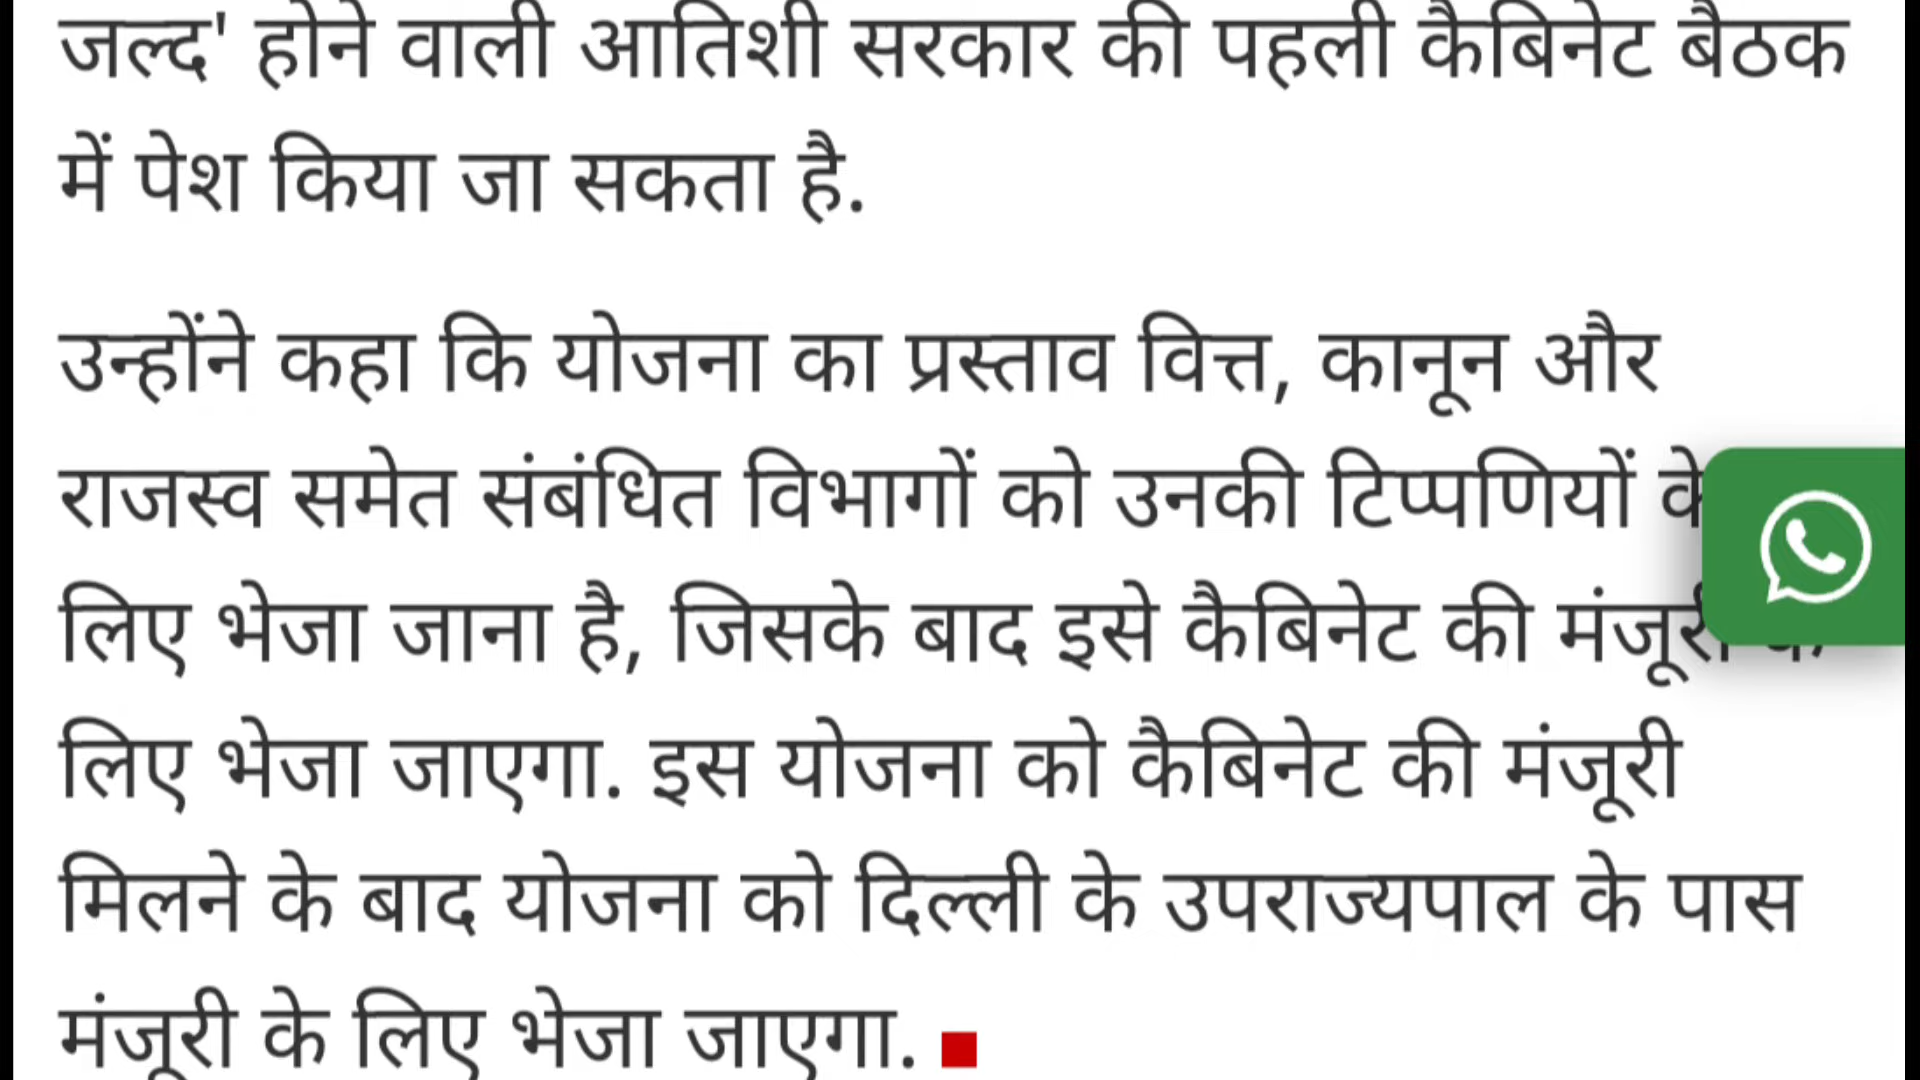 जल्द' होने वाली आतिशी सरकार की पहली कैबिनेट बैठक
में पेश किया जा सकता है.
उन्होंने कहा कि योजना का प्रस्ताव वित्त, कानून और
राजस्व समेत संबंधित विभागों को उनकी टिप्पणियों के
लिए भेजा जाना है, जिसके बाद इसे कैबिनेट की मंजूरी
लिए भेजा जाएगा. इस योजना को कैबिनेट की मंजूरी
मिलने के बाद योजना को दिल्ली के उपराज्यपाल के पास
मंजूरी के लिए भेजा जाएगा.